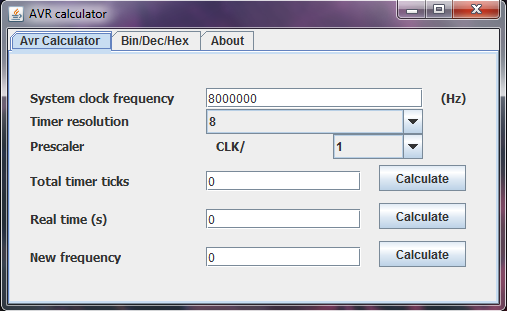 AVR calculator
Avr Calculator Bin/Dec/Hex About
System clock frequency 8000000 (Hz)
Timer resolution 8
Prescaler CLK/ 1
Total timer ticks 0 Calculate
Real time (s) 0 Calculate
New frequency 0 Calculate